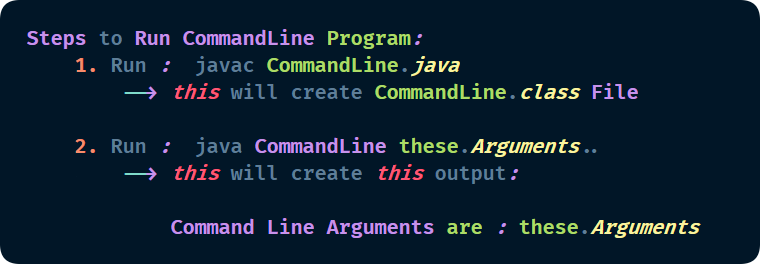 Steps to Run CommandLine Program:
1. Run : javac CommandLine.java
--> this will create CommandLine.class File
2. Run : java CommandLine these.Arguments..
--> this will create this output:
Command Line Arguments are : these.Arguments